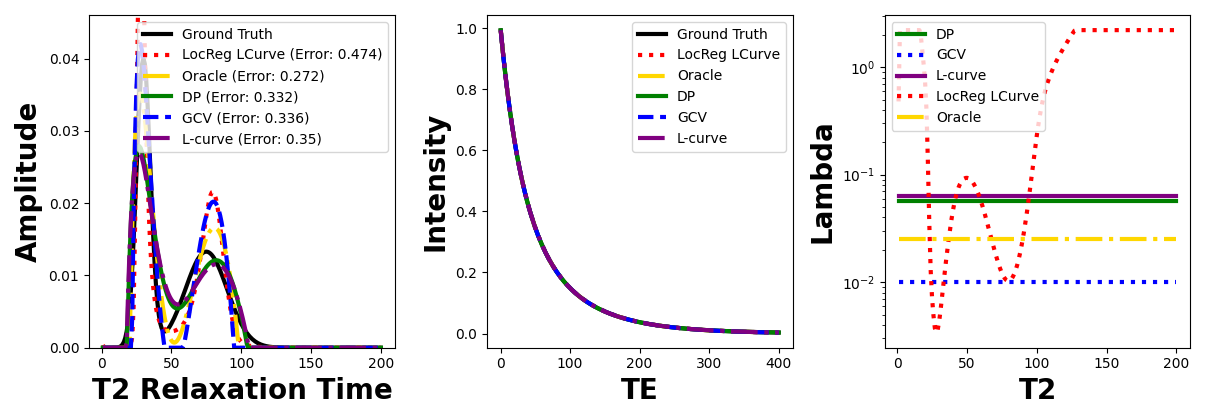 Amplitude
0.00
0.01
0.02
0.03
0.04
0
50
100
150
200
T2 Relaxation Time
Ground Truth
LocReg LCurve (Error: 0.474)
Oracle (Error: 0.272)
DP (Error: 0.332)
GCV (Error: 0.336)
L-curve (Error: 0.35)
Intensity
0.0
0.2
0.4
0.6
0.8
1.0
0
100
200
300
400
TE
Ground Truth
LocReg LCurve
Oracle
DP
GCV
L-curve
Lambda
10⁰
10⁻¹
10⁻²
0
50
100
150
200
T2
DP
GCV
L-curve
LocReg LCurve
Oracle